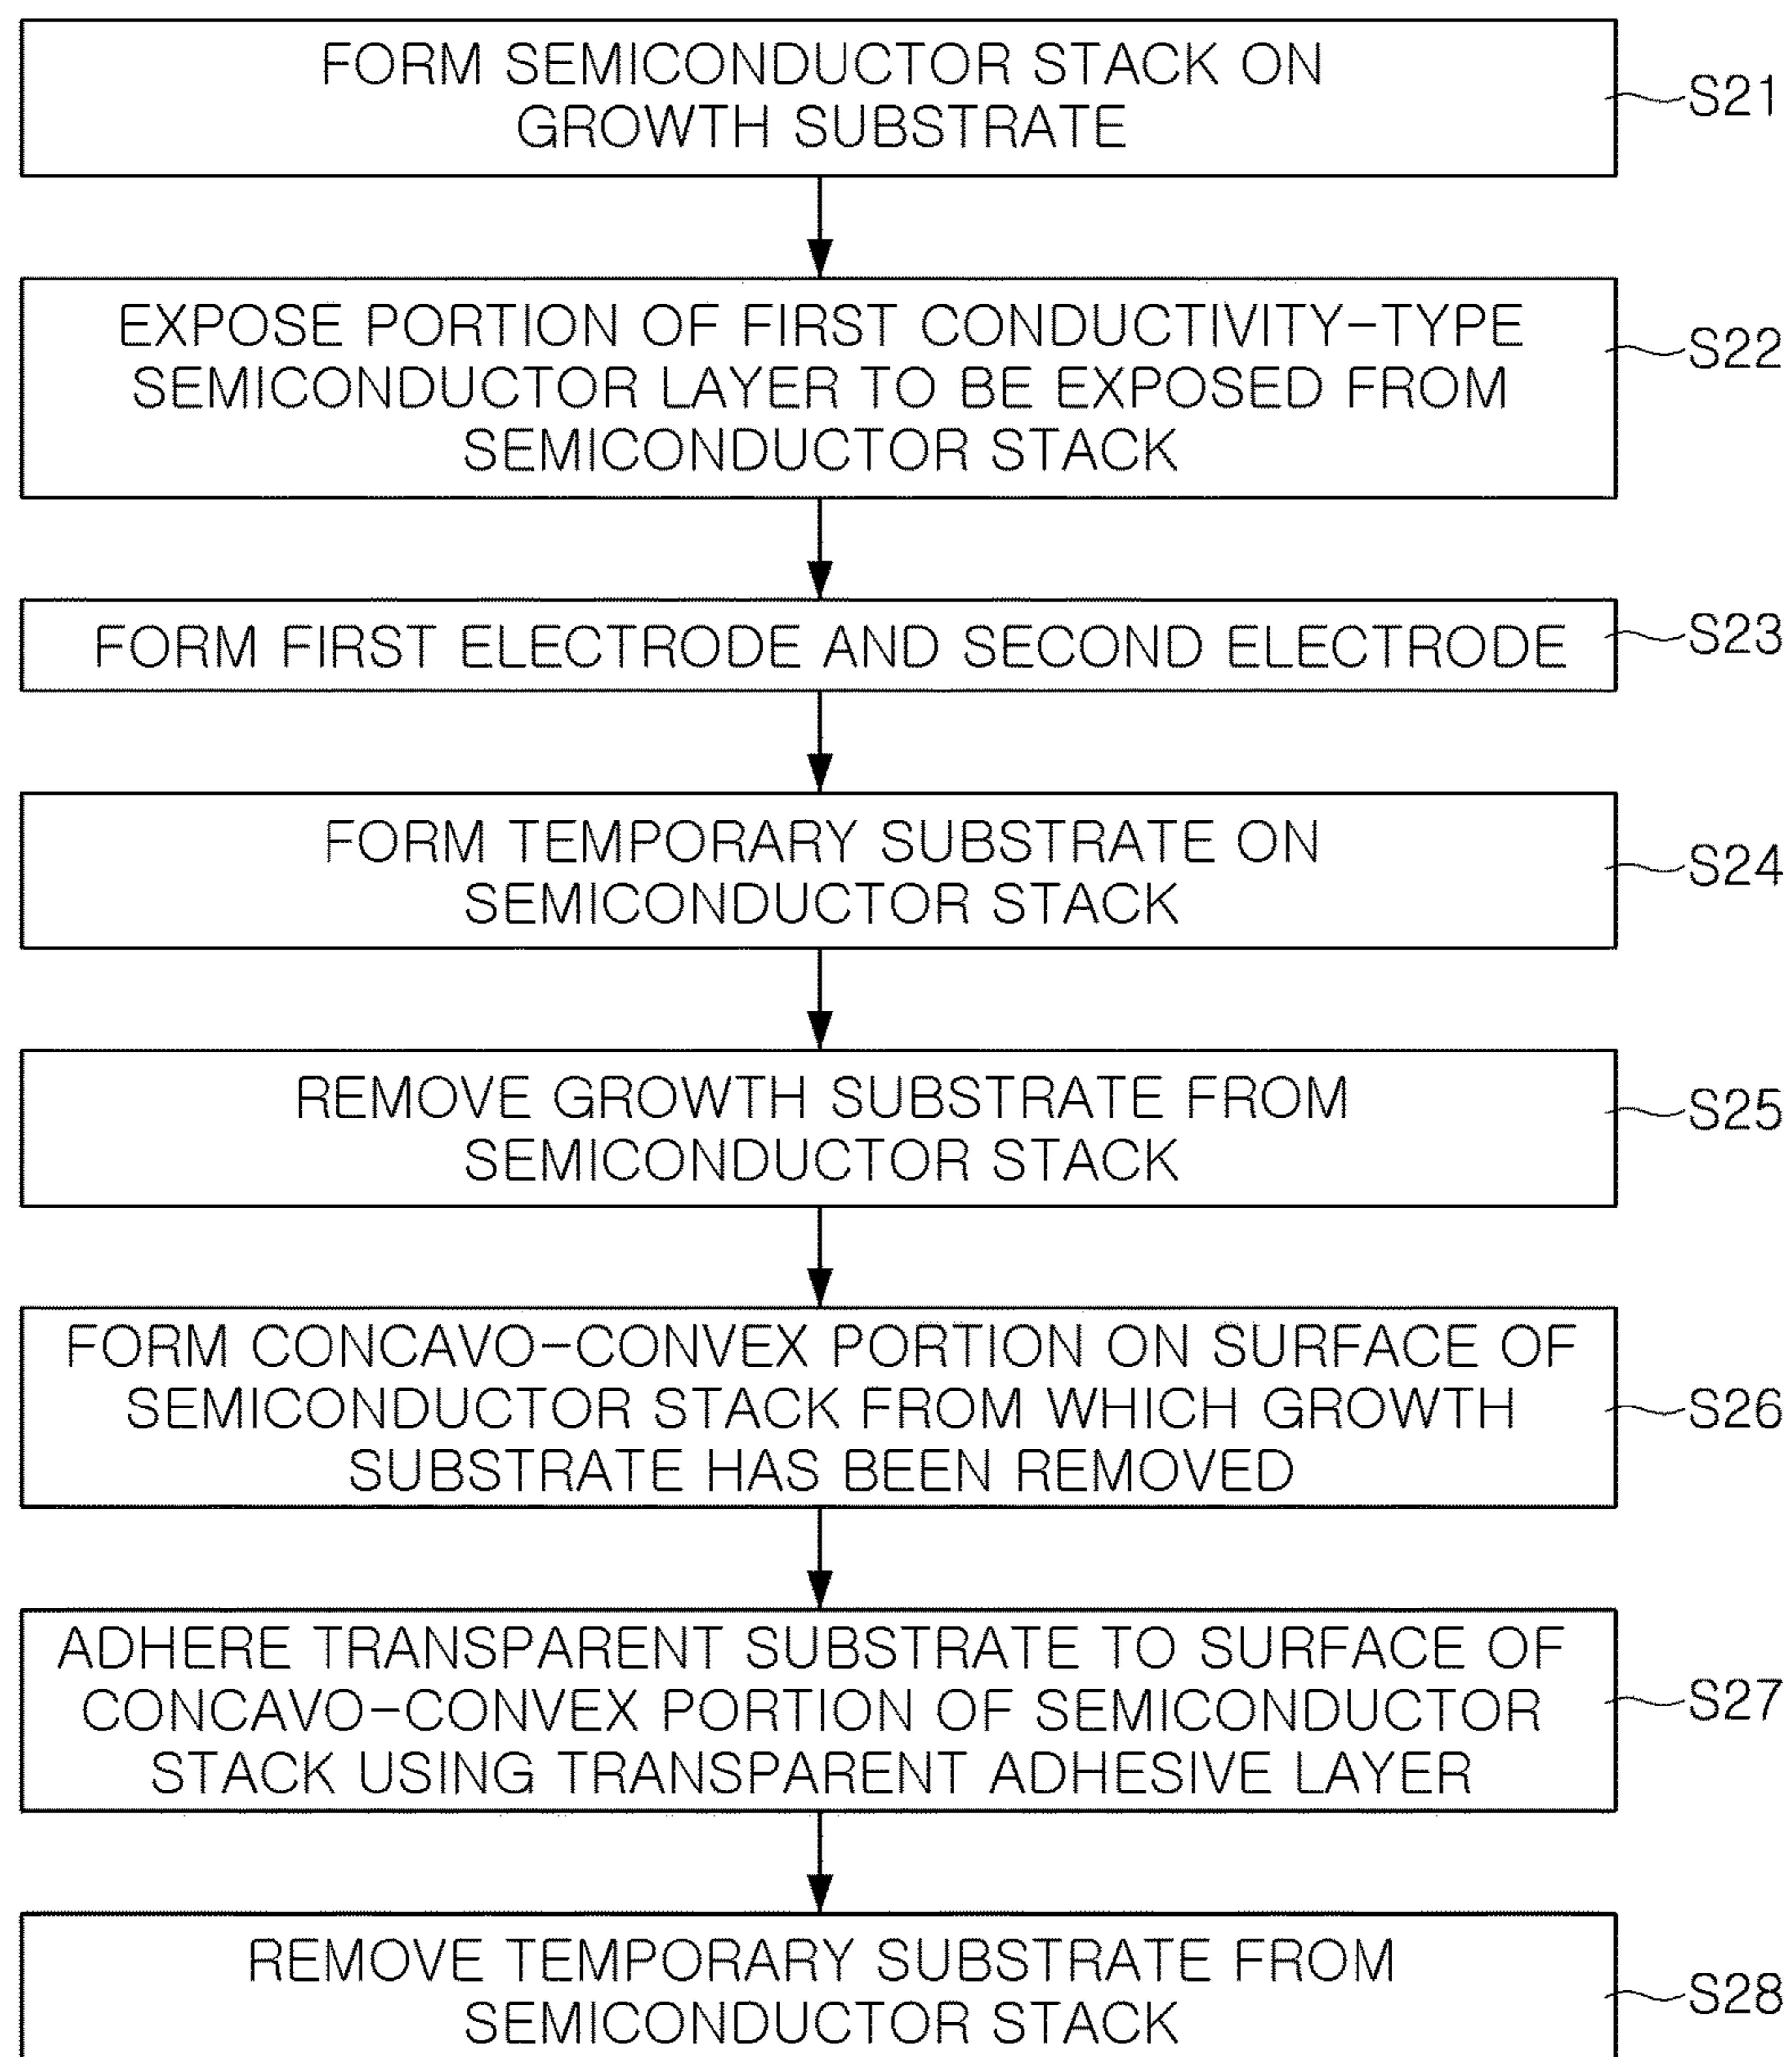 FORM SEMICONDUCTOR STACK ON
GROWTH SUBSTRATE
S21
EXPOSE PORTION OF FIRST CONDUCTIVITY-TYPE
SEMICONDUCTOR LAYER TO BE EXPOSED FROM
SEMICONDUCTOR STACK
S22
FORM FIRST ELECTRODE AND SECOND ELECTRODE
S23
FORM TEMPORARY SUBSTRATE ON
SEMICONDUCTOR STACK
S24
REMOVE GROWTH SUBSTRATE FROM
SEMICONDUCTOR STACK
S25
FORM CONCAVO-CONVEX PORTION ON SURFACE OF
SEMICONDUCTOR STACK FROM WHICH GROWTH
SUBSTRATE HAS BEEN REMOVED
S26
ADHERE TRANSPARENT SUBSTRATE TO SURFACE OF
CONCAVO-CONVEX PORTION OF SEMICONDUCTOR
STACK USING TRANSPARENT ADHESIVE LAYER
S27
REMOVE TEMPORARY SUBSTRATE FROM
SEMICONDUCTOR STACK
S28